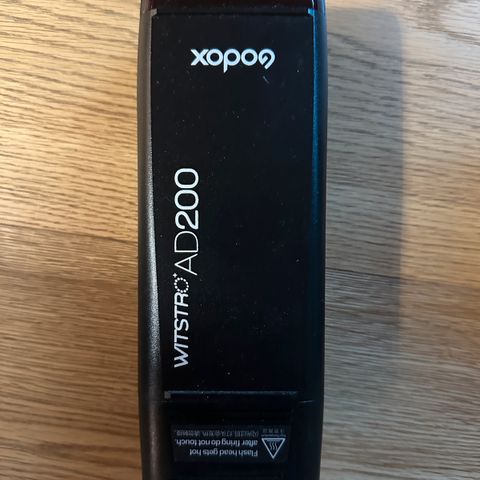 Godox
WITSTRO
AD200
Flash head gets hot
after firing do not touch.